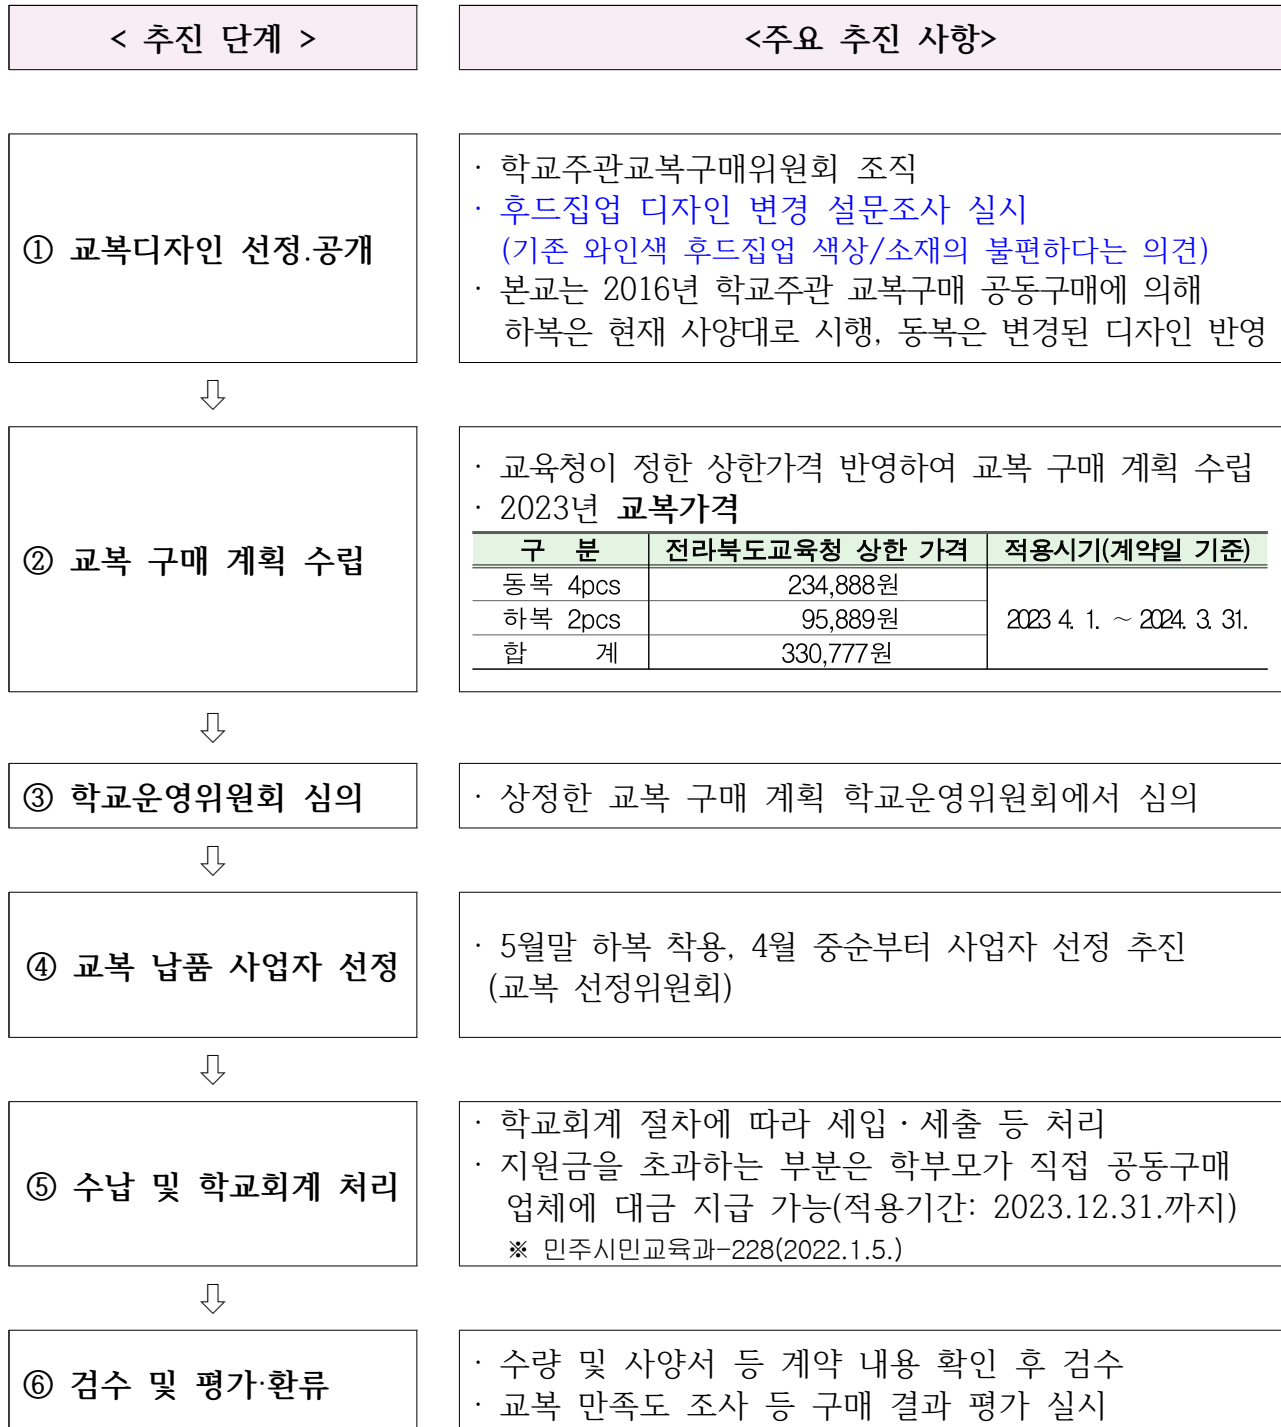 < 추진 단계 >
<주요 추진 사항>
① 교복디자인 선정.공개
· 학교주관교복구매위원회 조직
· 후드집업 디자인 변경 설문조사 실시
(기존 와인색 후드집업 색상/소재의 불편하다는 의견)
· 본교는 2016년 학교주관 교복구매 공동구매에 의해
하복은 현재 사양대로 시행, 동복은 변경된 디자인 반영
⇩
② 교복 구매 계획 수립
· 교육청이 정한 상한가격 반영하여 교복 구매 계획 수립
· 2023년 교복가격
구 분 전라북도교육청 상한 가격 적용시기(계약일 기준)
동복 4pcs 234,888원
하복 2pcs 95,889원 2023 4. 1. ~ 2024. 3. 31.
합 계 330,777원
⇩
③ 학교운영위원회 심의
· 상정한 교복 구매 계획 학교운영위원회에서 심의
⇩
④ 교복 납품 사업자 선정
· 5월말 하복 착용, 4월 중순부터 사업자 선정 추진
(교복 선정위원회)
⇩
⑤ 수납 및 학교회계 처리
· 학교회계 절차에 따라 세입·세출 등 처리
· 지원금을 초과하는 부분은 학부모가 직접 공동구매
업체에 대금 지급 가능(적용기간: 2023.12.31.까지)
※ 민주시민교육과-228(2022.1.5.)
⇩
⑥ 검수 및 평가·환류
· 수량 및 사양서 등 계약 내용 확인 후 검수
· 교복 만족도 조사 등 구매 결과 평가 실시